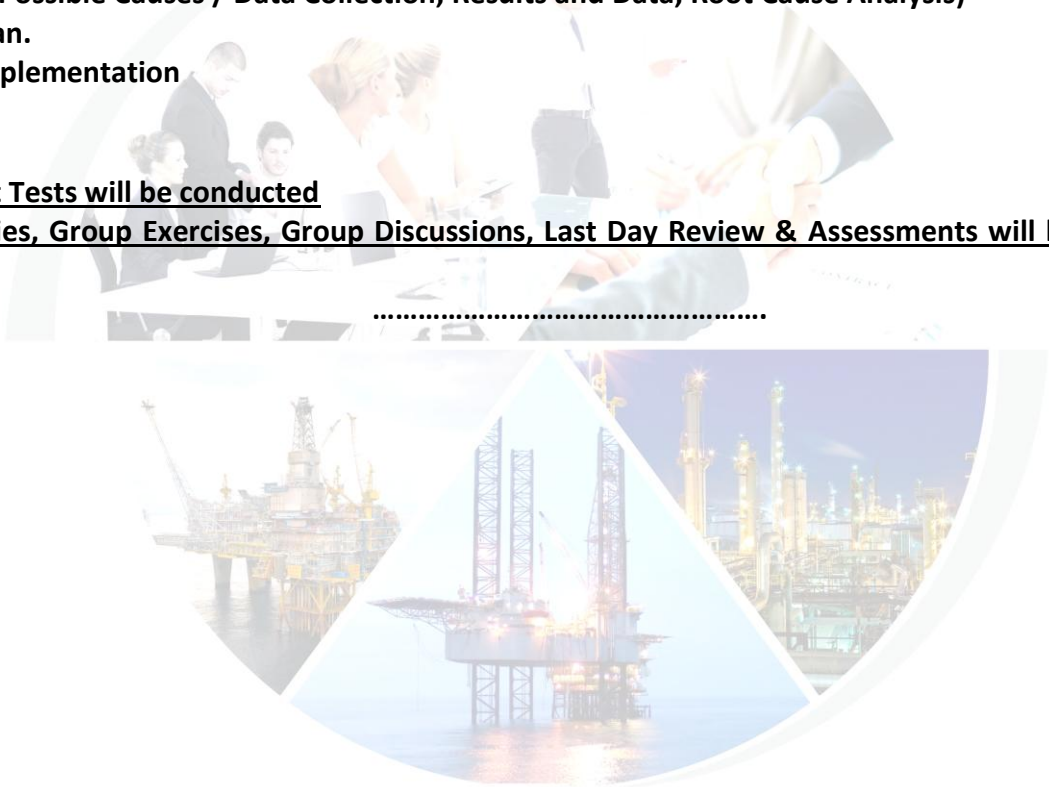 Possible Causes / Data Collection, Results and Data, Root Cause Analysis)
an.
plementation
Tests will be conducted
ies, Group Exercises, Group Discussions, Last Day Review & Assessments will
……………………………………………….
CONTRACT